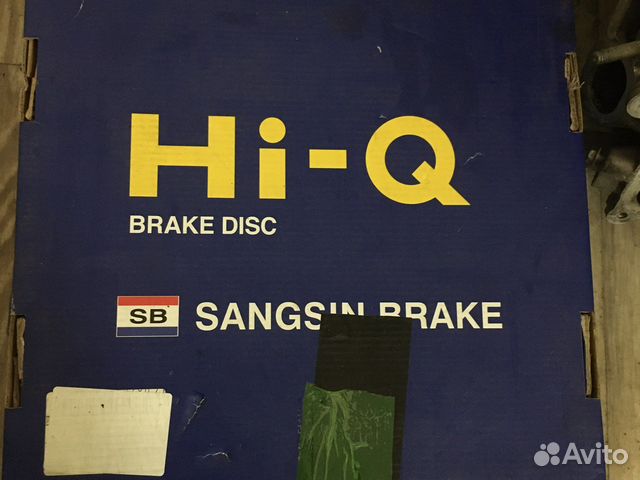 Hi-Q
BRAKE DISC
SB SANGSIN BRAKE
Avito